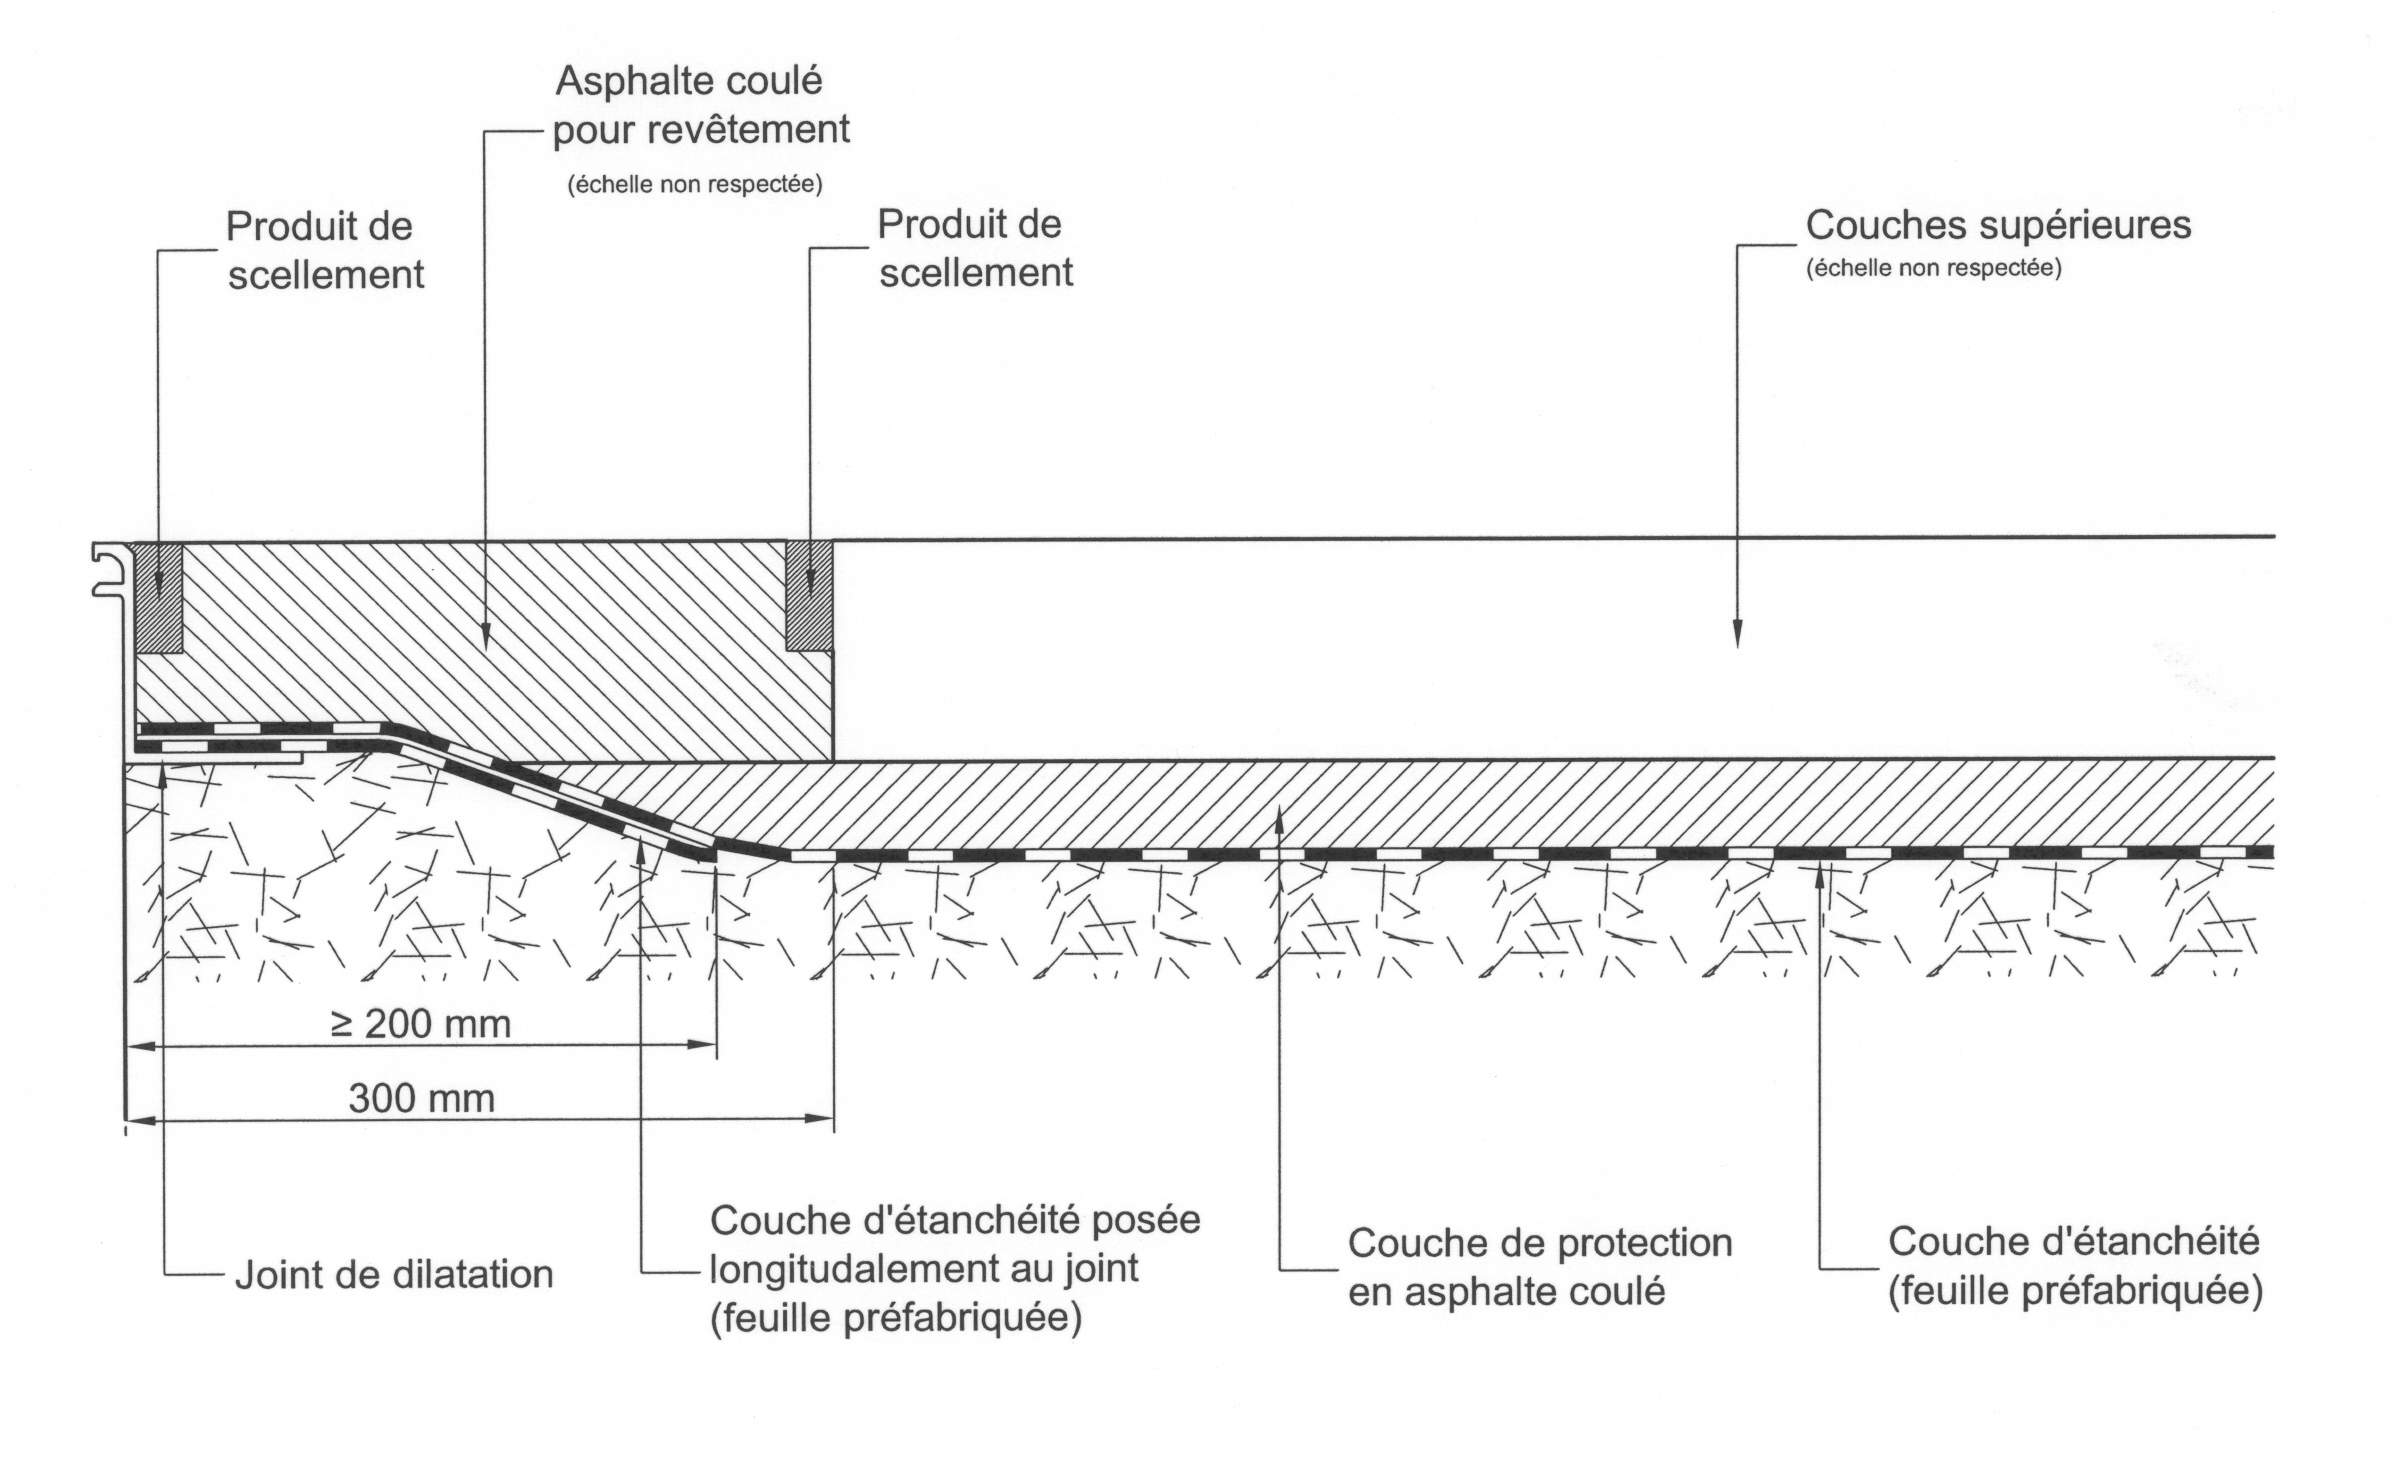 Asphalte coulé
pour revêtement
(échelle non respectée)
Produit de
scellement
Produit de
scellement
Couches supérieures
(échelle non respectée)
≥ 200 mm
300 mm
Joint de dilatation
Couche d'étanchéité posée
longitudalement au joint
(feuille préfabriquée)
Couche de protection
en asphalte coulé
Couche d'étanchéité
(feuille préfabriquée)